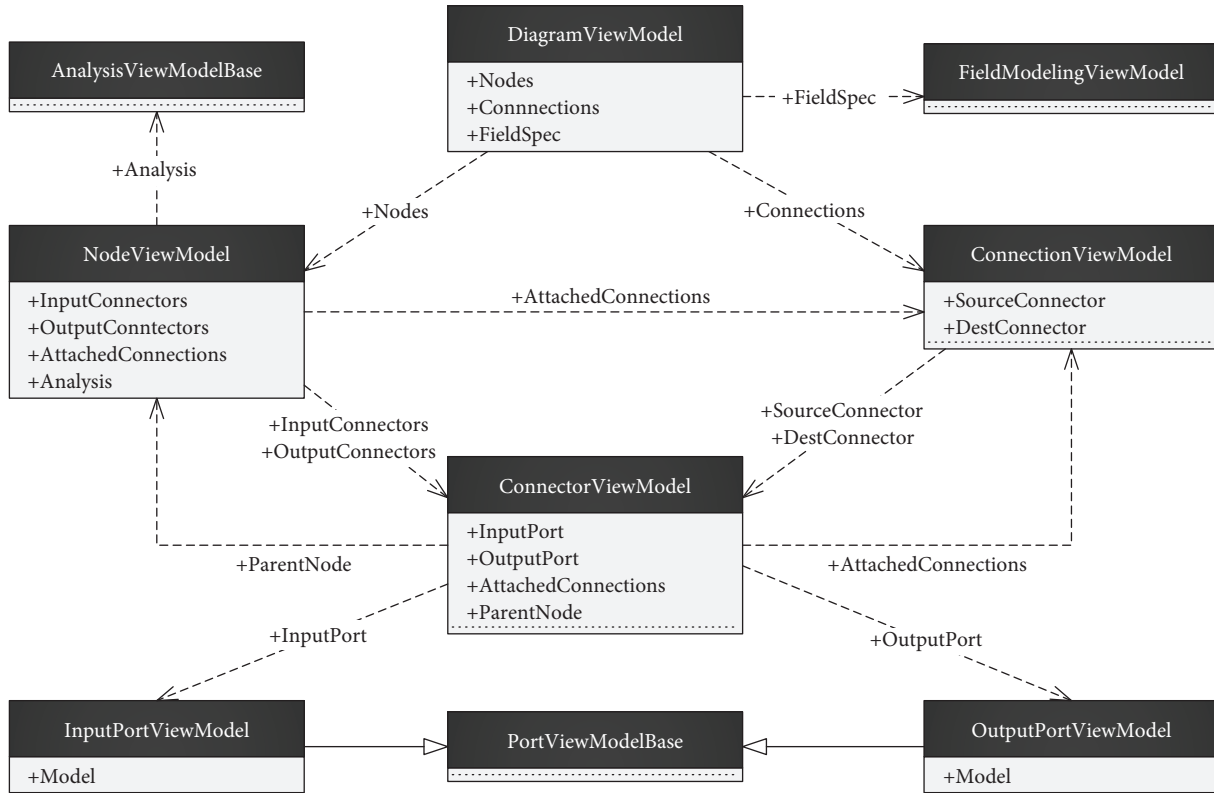 DiagramViewModel
+Nodes
+Connnections
+FieldSpec
AnalysisViewModelBase
FieldModelingViewModel
+FieldSpec
+Analysis
+Nodes
+Connections
NodeViewModel
+InputConnectors
+OutputConntectors
+AttachedConnections
+Analysis
+AttachedConnections
ConnectionViewModel
+SourceConnector
+DestConnector
+InputConnectors
+OutputConnectors
+SourceConnector
+DestConnector
ConnectorViewModel
+InputPort
+OutputPort
+AttachedConnections
+ParentNode
+ParentNode
+AttachedConnections
+InputPort
+OutputPort
InputPortViewModel
+Model
PortViewModelBase
OutputPortViewModel
+Model